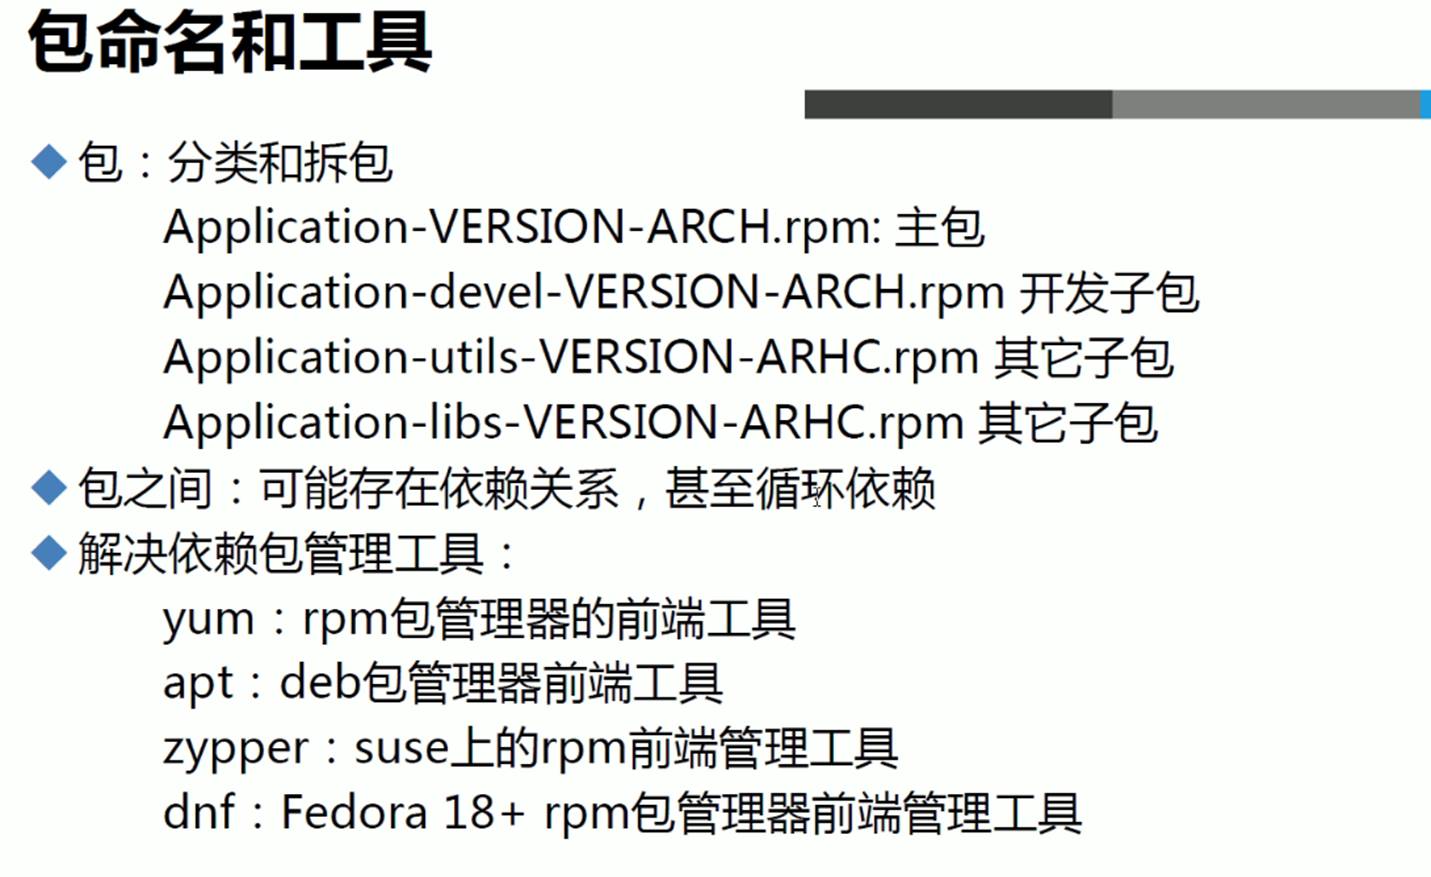 包命名和工具
包：分类和拆包
Application-VERSION-ARCH.rpm: 主包
Application-devel-VERSION-ARCH.rpm 开发子包
Application-utils-VERSION-ARHC.rpm 其它子包
Application-libs-VERSION-ARHC.rpm 其它子包
包之间：可能存在依赖关系，甚至循环依赖
解决依赖包管理工具：
yum：rpm包管理器的前端工具
apt：deb包管理器前端工具
zypper：suse上的rpm前端管理工具
dnf：Fedora 18+ rpm包管理器前端管理工具